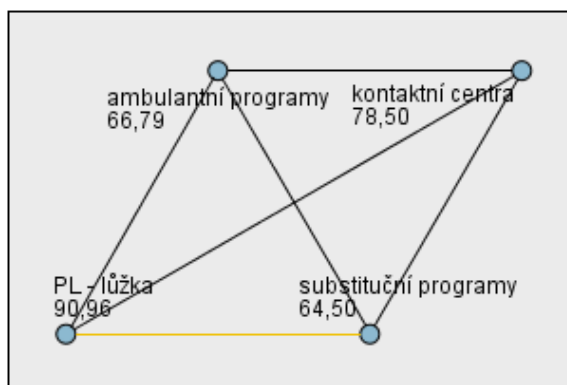 ambulantní programy
66,79
kontaktní centra
78,50
PL - lůžka
90,96
substituční programy
64,50